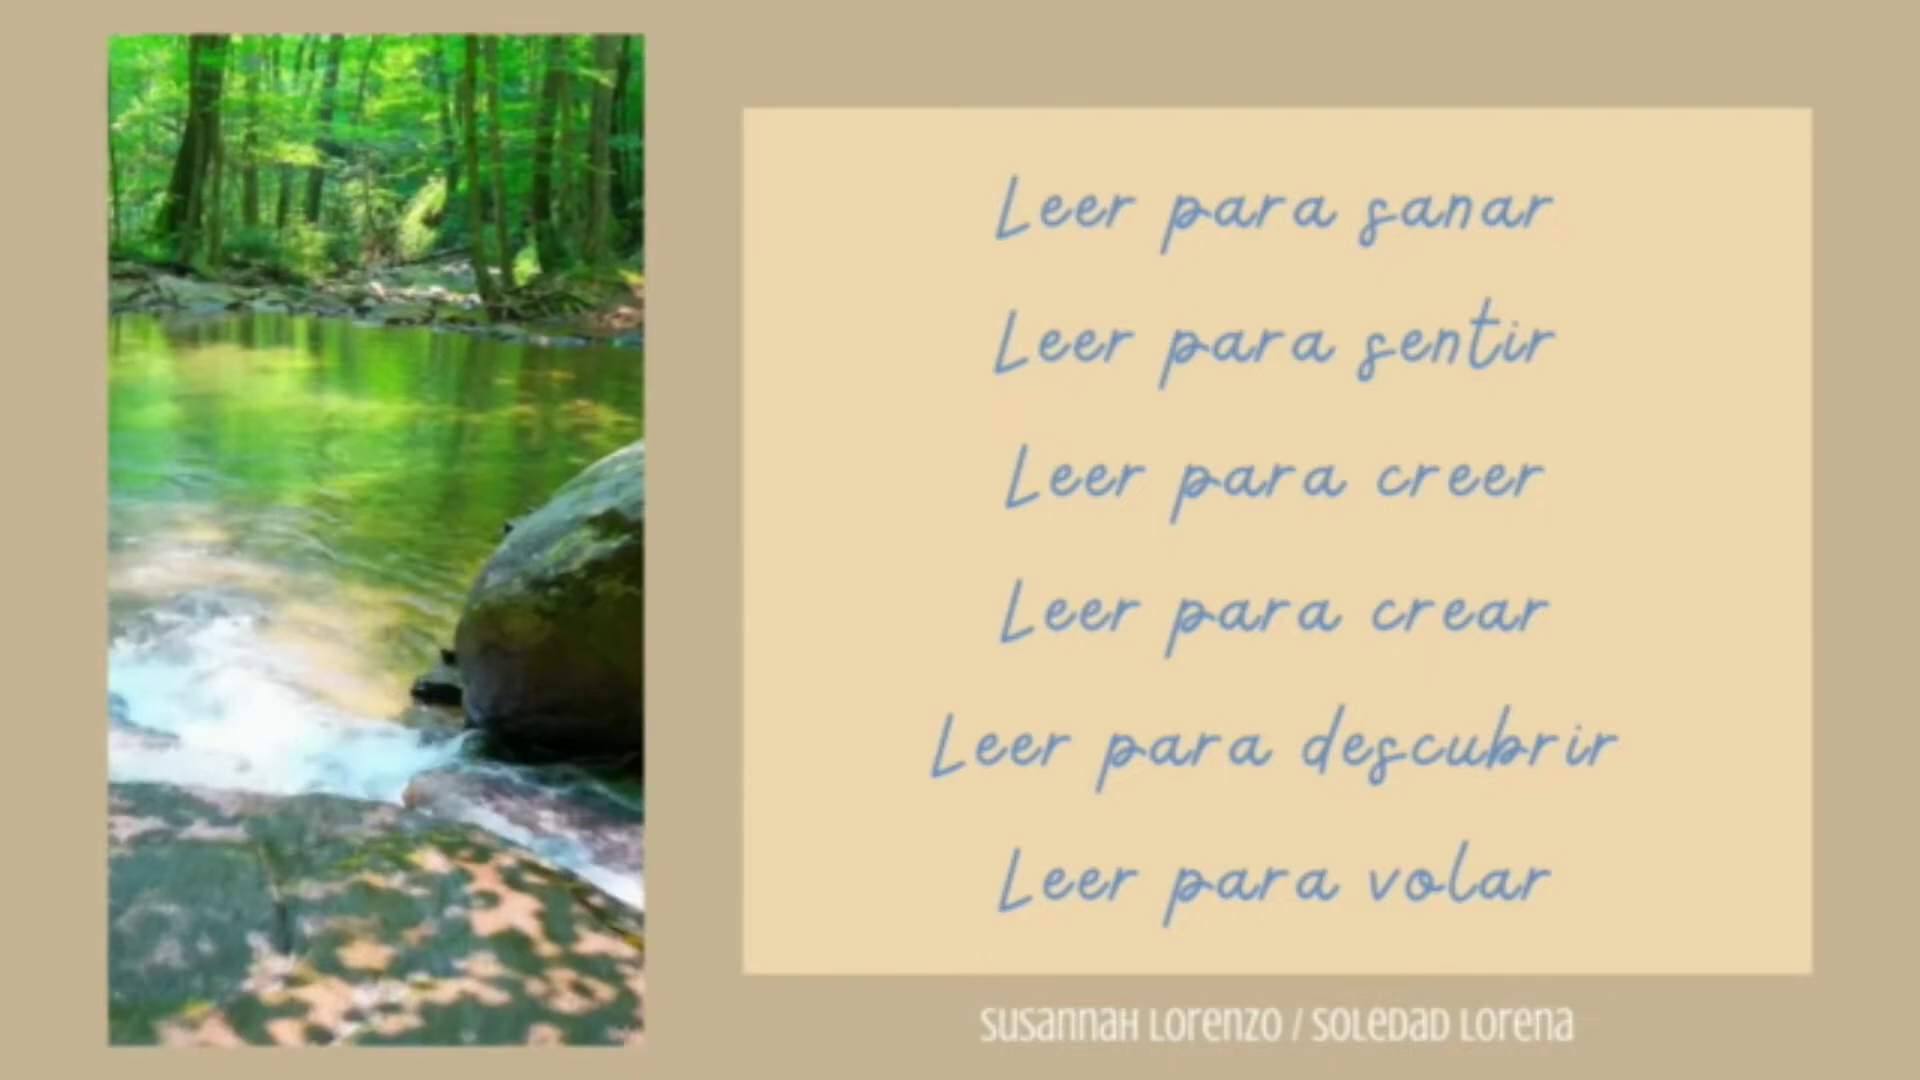 Leer para sanar
Leer para sentir
Leer para creer
Leer para crear
Leer para descubrir
Leer para volar
SUSANNAH LORENZO / SOLEDAD LORENA